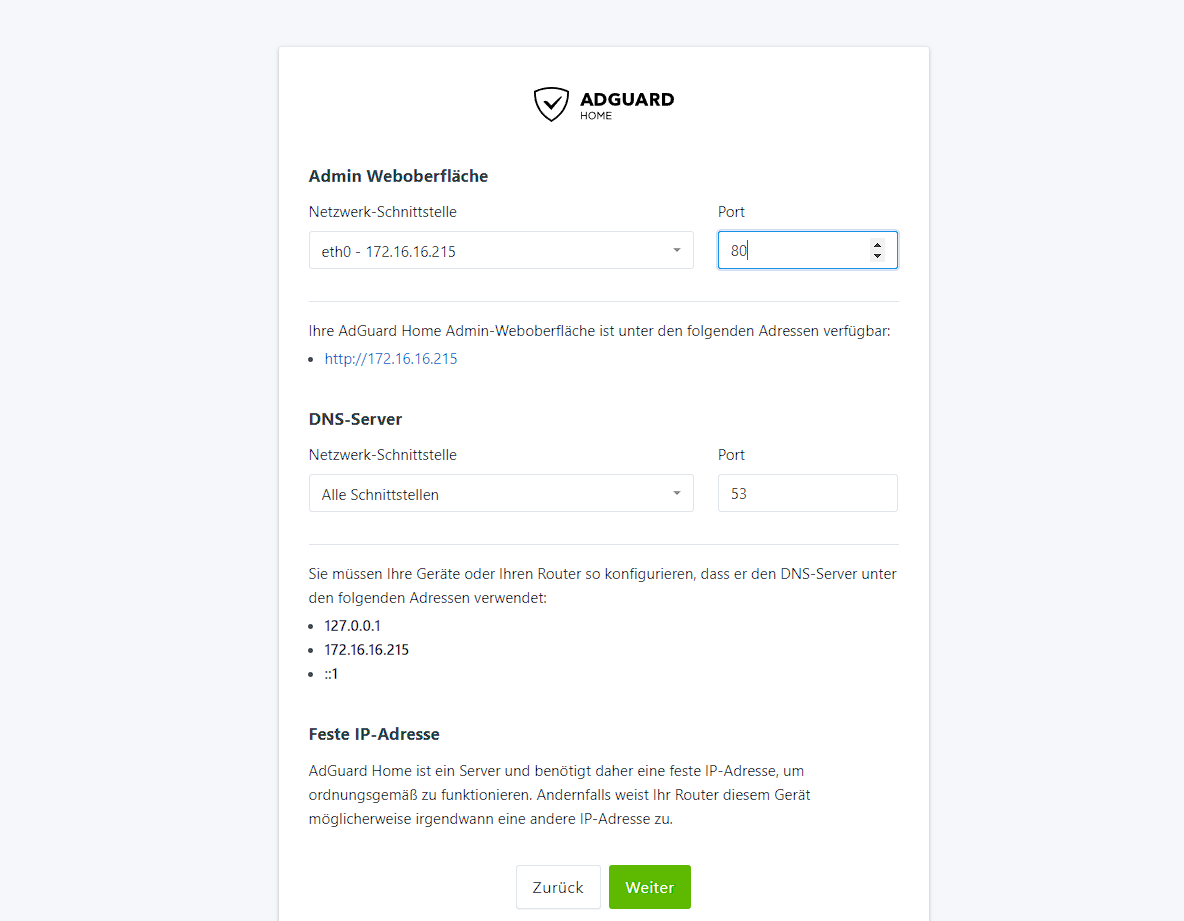 ADGUARD
HOME
Admin Weboberfläche
Netzwerk-Schnittstelle Port
eth0 - 172.16.16.215 80
Ihre AdGuard Home Admin-Weboberfläche ist unter den folgenden Adressen verfügbar:
• http://172.16.16.215
DNS-Server
Netzwerk-Schnittstelle Port
Alle Schnittstellen 53
Sie müssen Ihre Geräte oder Ihren Router so konfigurieren, dass er den DNS-Server unter
den folgenden Adressen verwendet:
• 127.0.0.1
• 172.16.16.215
• ::1
Feste IP-Adresse
AdGuard Home ist ein Server und benötigt daher eine feste IP-Adresse, um
ordnungsgemäß zu funktionieren. Andernfalls weist Ihr Router diesem Gerät
möglicherweise irgendwann eine andere IP-Adresse zu.
Zurück Weiter